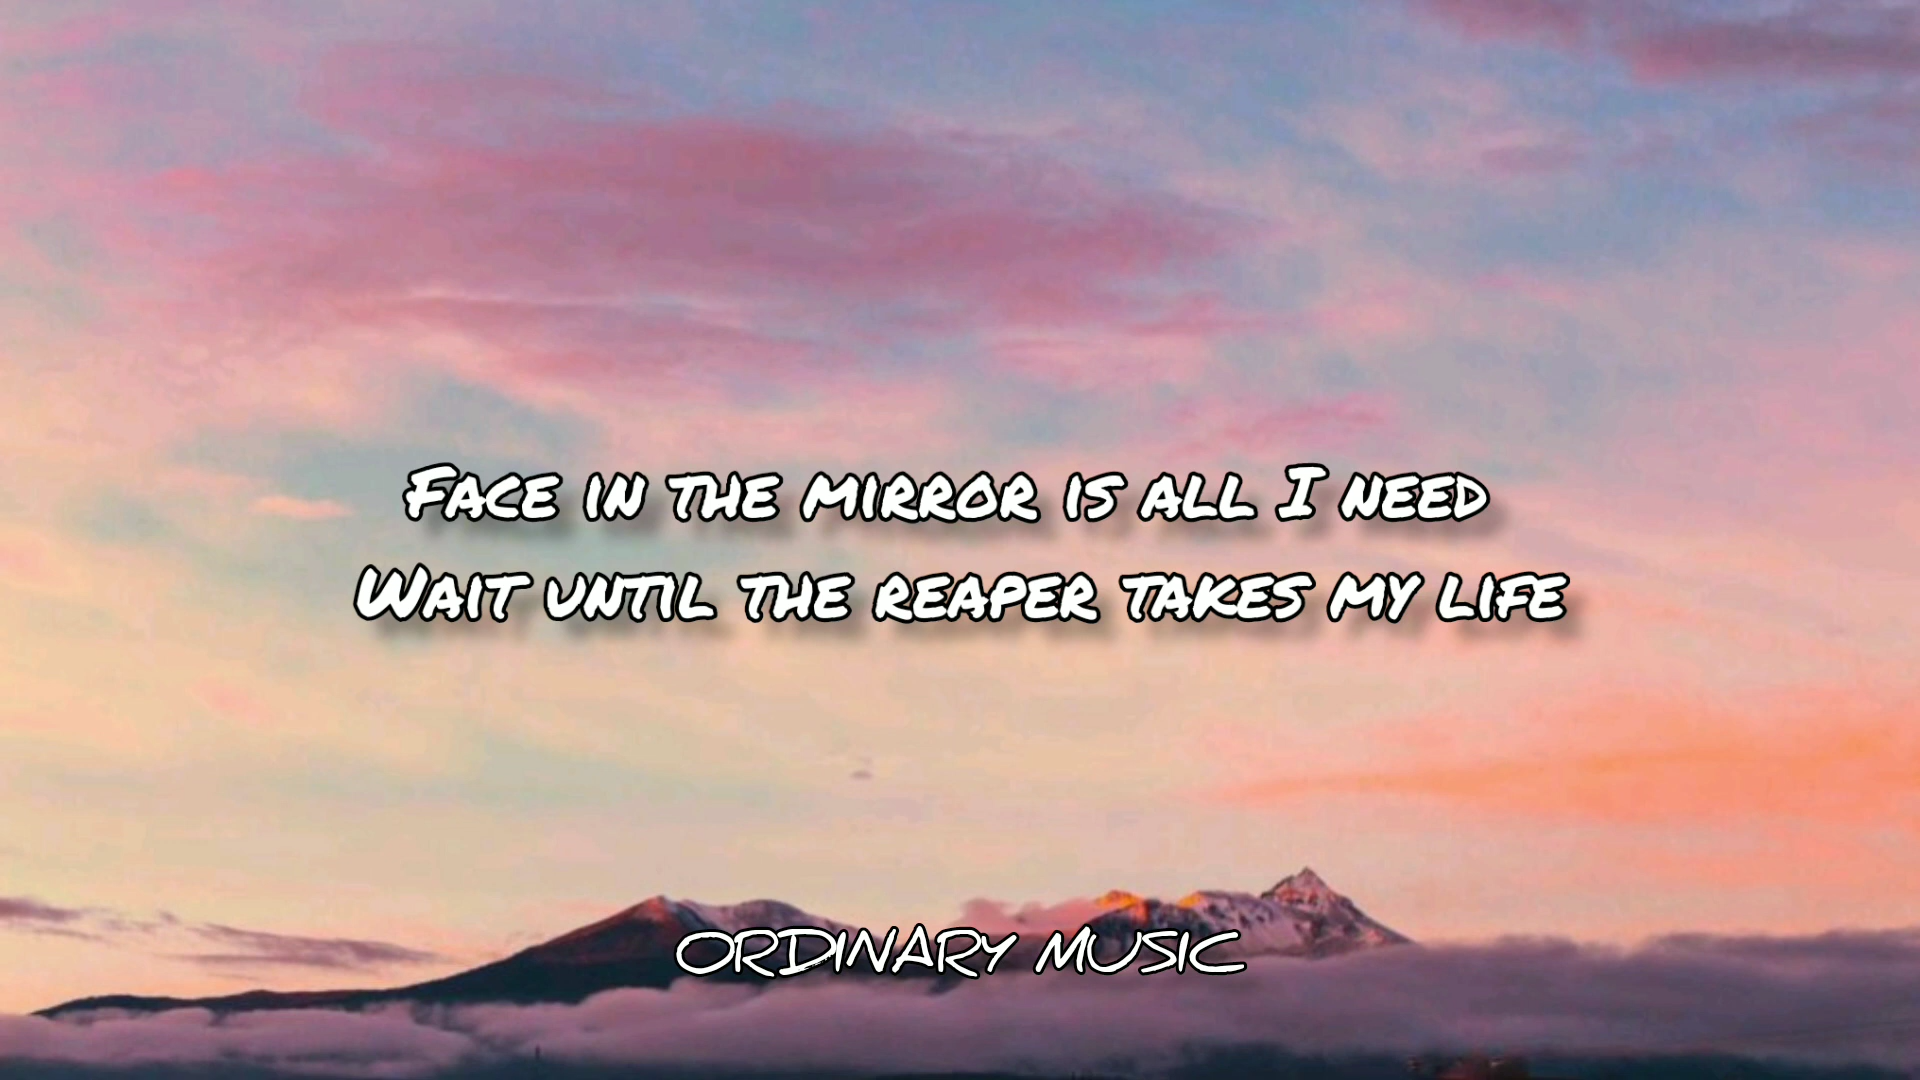 Face in the mirror is all I need
Wait until the reaper takes my life
ORDINARY MUSIC